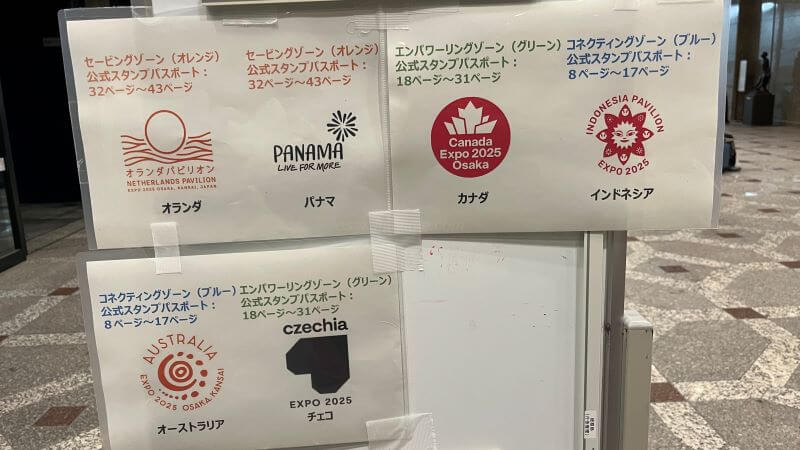 セービングゾーン（オレンジ）
公式スタンプパスポート：
32ページ～43ページ
オランダパビリオン
NETHERLANDS PAVILION
EXPO 2025 OSAKA, KANSAI, JAPAN
オランダ
セービングゾーン（オレンジ）
公式スタンプパスポート：
32ページ～43ページ
PANAMA
LIVE FOR MORE
パナマ
エンパワーリングゾーン（グリーン）
公式スタンプパスポート：
18ページ～31ページ
Canada
Expo 2025
Osaka
カナダ
コネクティングゾーン（ブルー）
公式スタンプパスポート：
8ページ～17ページ
INDONESIA PAVILION
EXPO 2025
インドネシア
コネクティングゾーン（ブルー）
公式スタンプパスポート：
8ページ～17ページ
AUSTRALIA
EXPO 2025 OSAKA, KANSAI
オーストラリア
エンパワーリングゾーン（グリーン）
公式スタンプパスポート：
18ページ～31ページ
czechia
EXPO 2025
チェコ